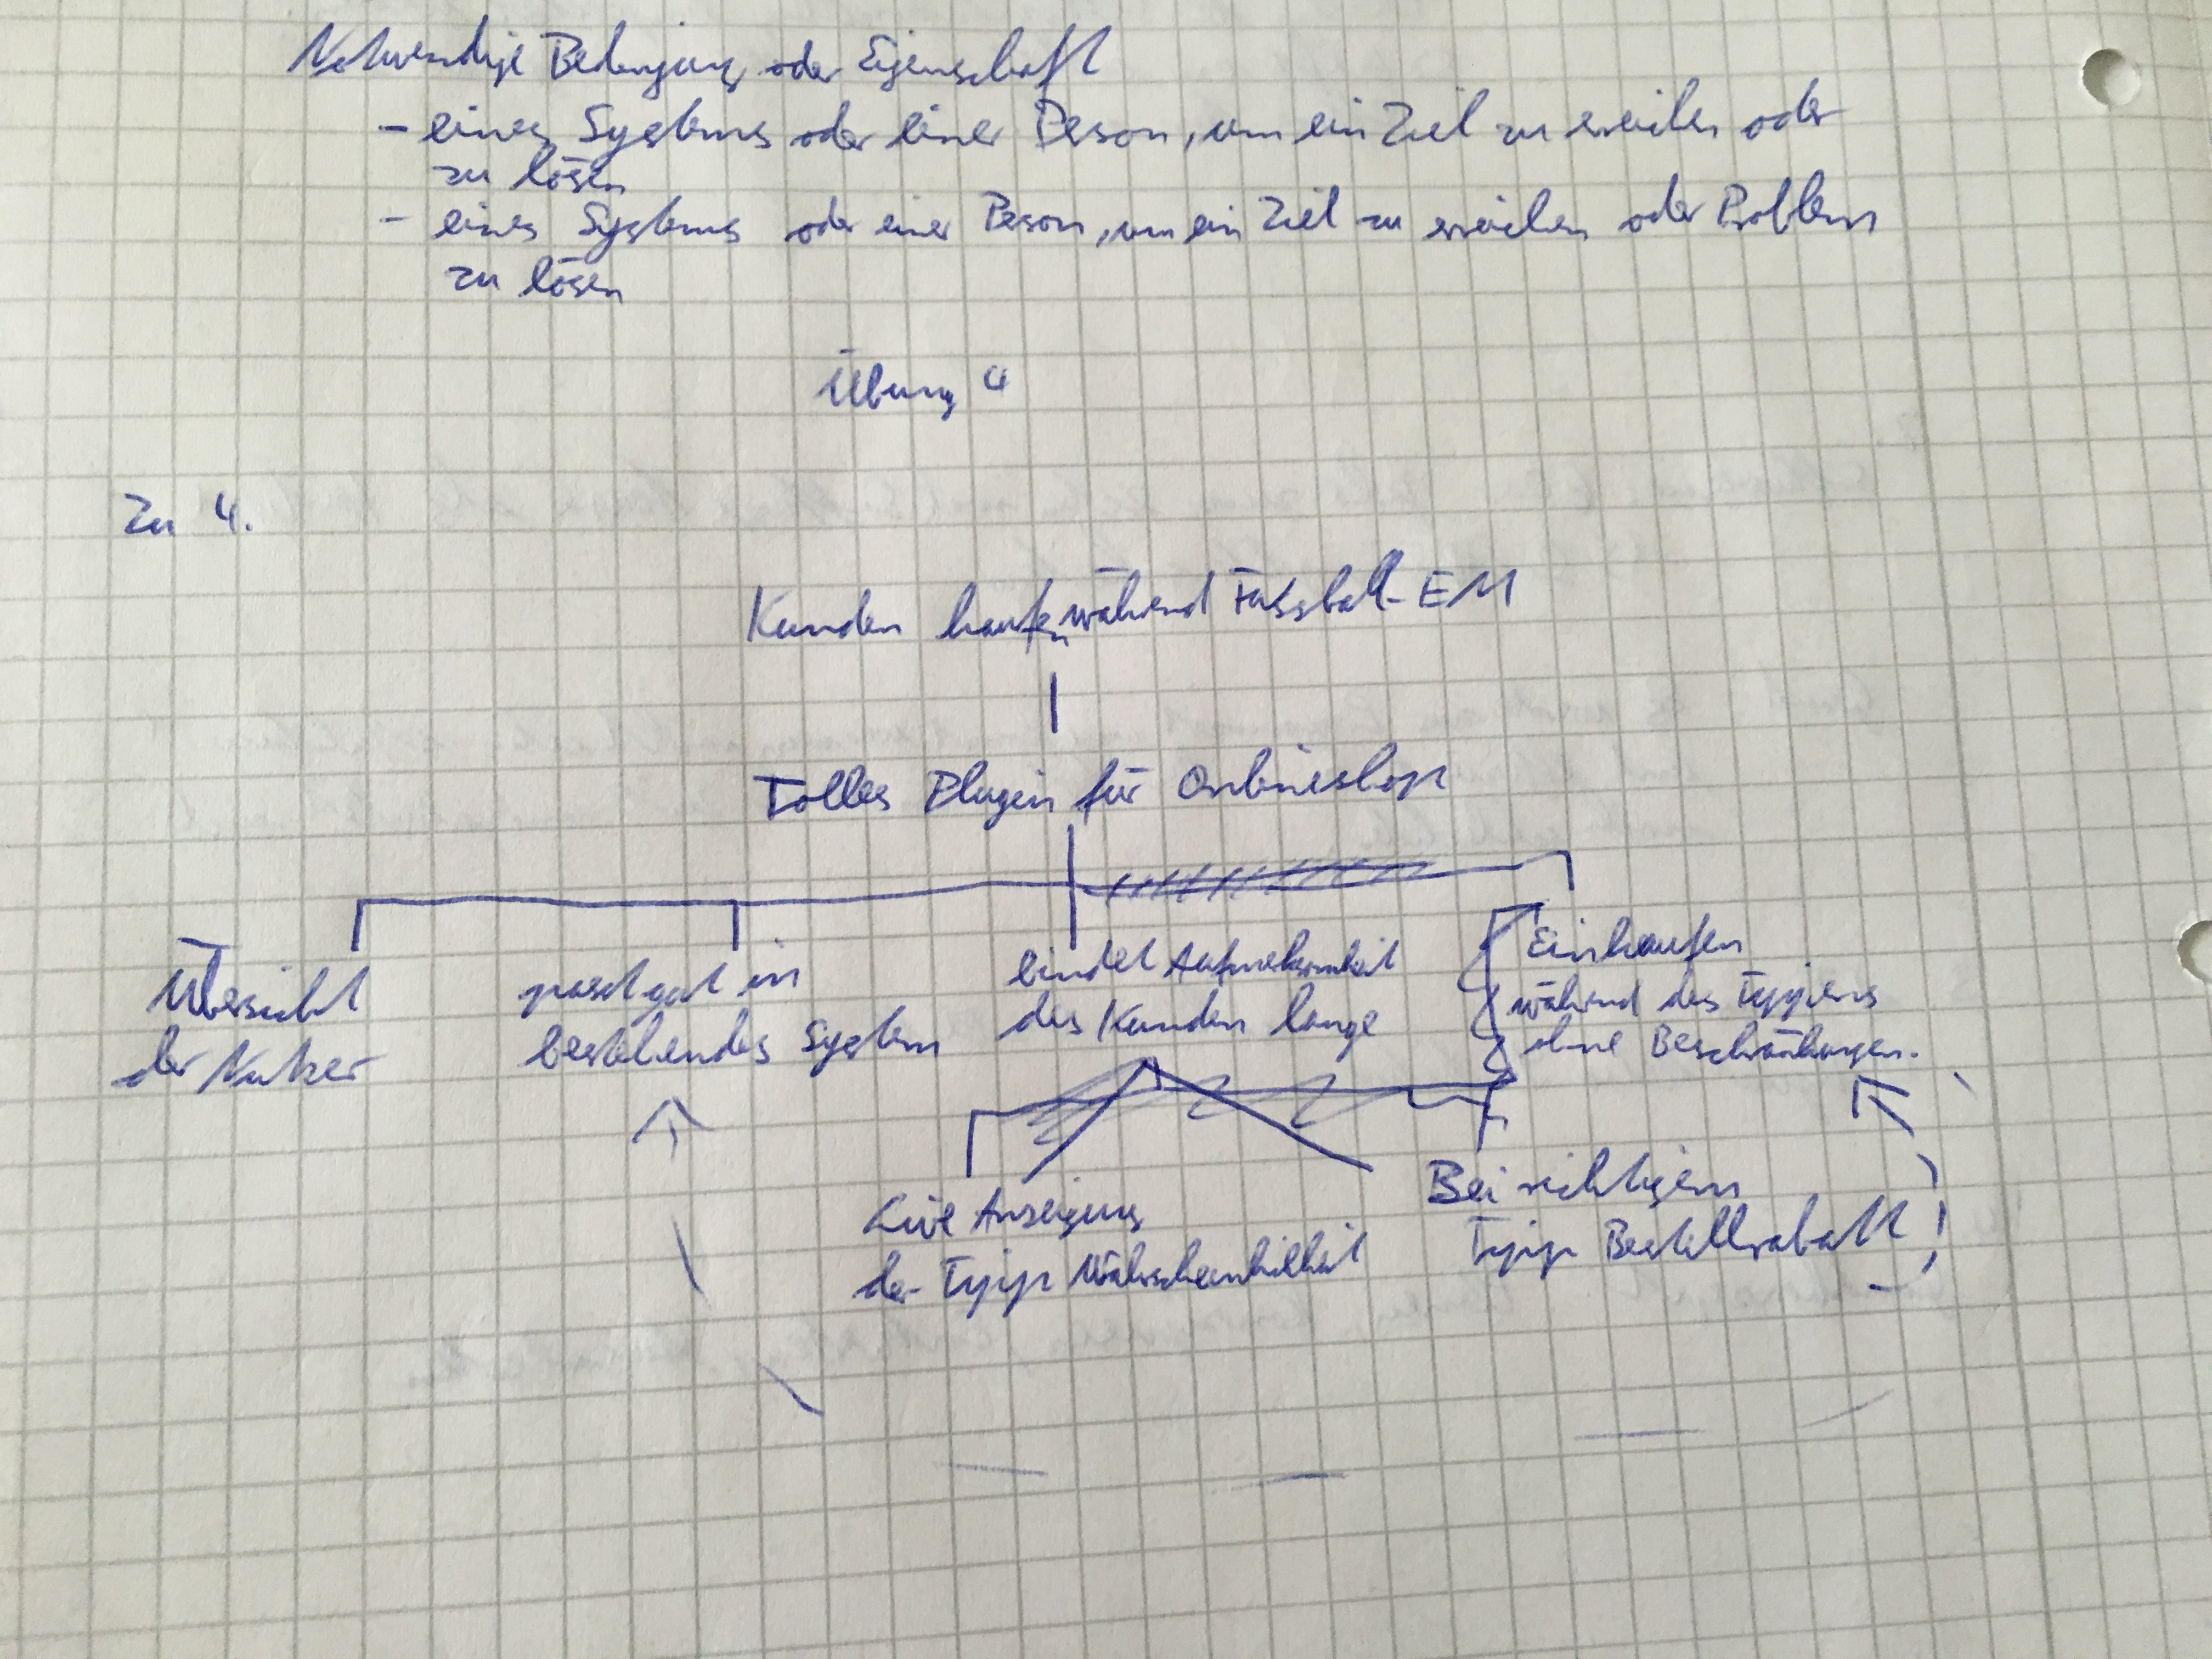 Notwendige Bedingung oder Eigenschaft
- eines Systems oder einer Person, um ein Ziel zu erreichen oder
zu lösen
- eines Systems oder einer Person, um ein Ziel zu erreichen oder Problem
zu lösen
Übung 4
Zu 4.
Kunden kaufen während Fussball-EM
Tolles Plugin für Onlineshop
Übersicht
der Nutzer
passt gut in
bestehendes System
bindet Aufmerksamkeit
des Kunden lange
Einkaufen
während des Tippens
ohne Beschränkungen.
Live Anzeigung
der Tipp Wahrscheinlichkeit
Bei richtigem
Tipp Bestellrabatt